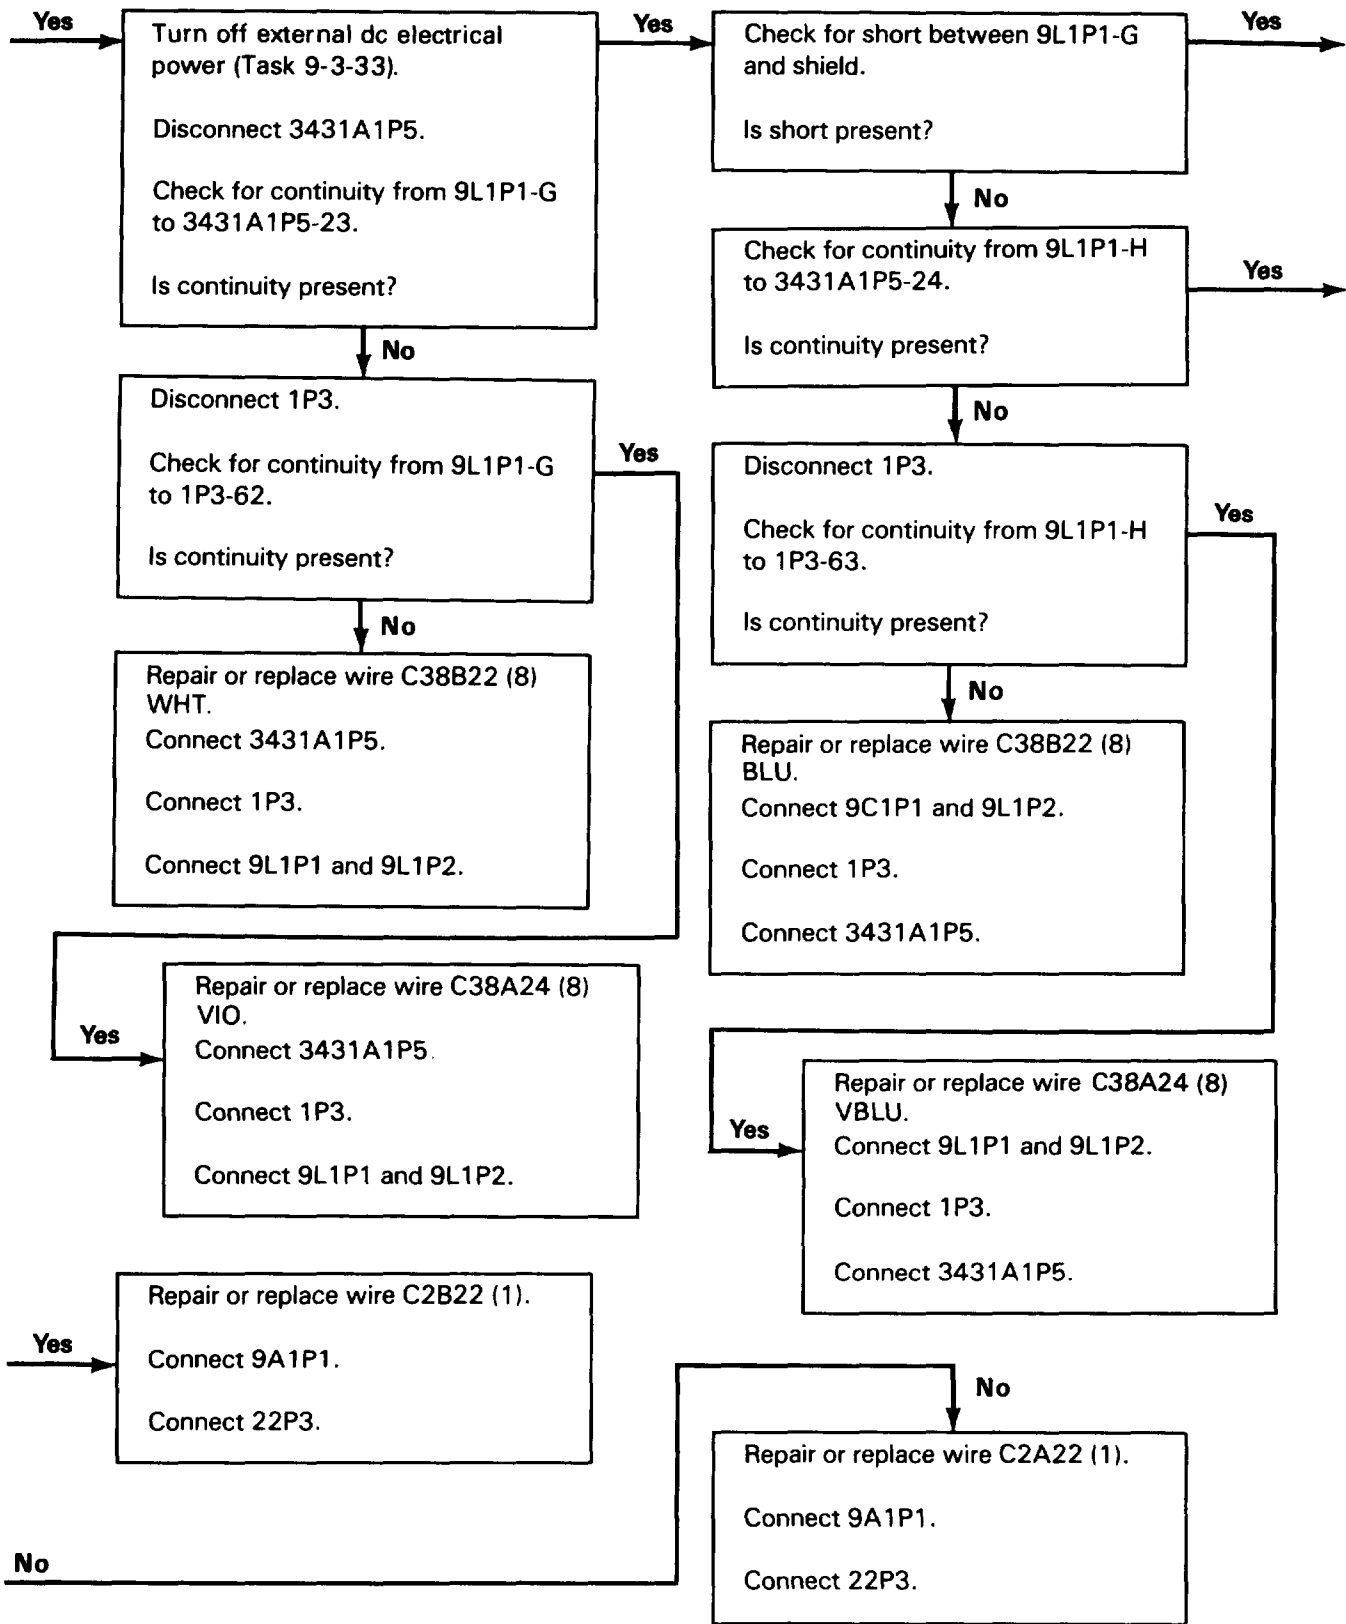 Yes
Turn off external dc electrical
power (Task 9-3-33).
Disconnect 3431A1P5.
Check for continuity from 9L1P1-G
to 3431A1P5-23.
Is continuity present?
Yes
Check for short between 9L1P1-G
and shield.
Is short present?
Yes
No
Check for continuity from 9L1P1-H
to 3431A1P5-24.
Is continuity present?
Yes
No
Disconnect 1P3.
Check for continuity from 9L1P1-G
to 1P3-62.
Is continuity present?
Yes
No
Disconnect 1P3.
Check for continuity from 9L1P1-H
to 1P3-63.
Is continuity present?
Yes
No
Repair or replace wire C38B22 (8)
WHT.
Connect 3431A1P5.
Connect 1P3.
Connect 9L1P1 and 9L1P2.
No
Repair or replace wire C38B22 (8)
BLU.
Connect 9C1P1 and 9L1P2.
Connect 1P3.
Connect 3431A1P5.
Yes
Repair or replace wire C38A24 (8)
VIO.
Connect 3431A1P5.
Connect 1P3.
Connect 9L1P1 and 9L1P2.
Yes
Repair or replace wire C38A24 (8)
VBLU.
Connect 9L1P1 and 9L1P2.
Connect 1P3.
Connect 3431A1P5.
Yes
Repair or replace wire C2B22 (1).
Connect 9A1P1.
Connect 22P3.
No
No
Repair or replace wire C2A22 (1).
Connect 9A1P1.
Connect 22P3.